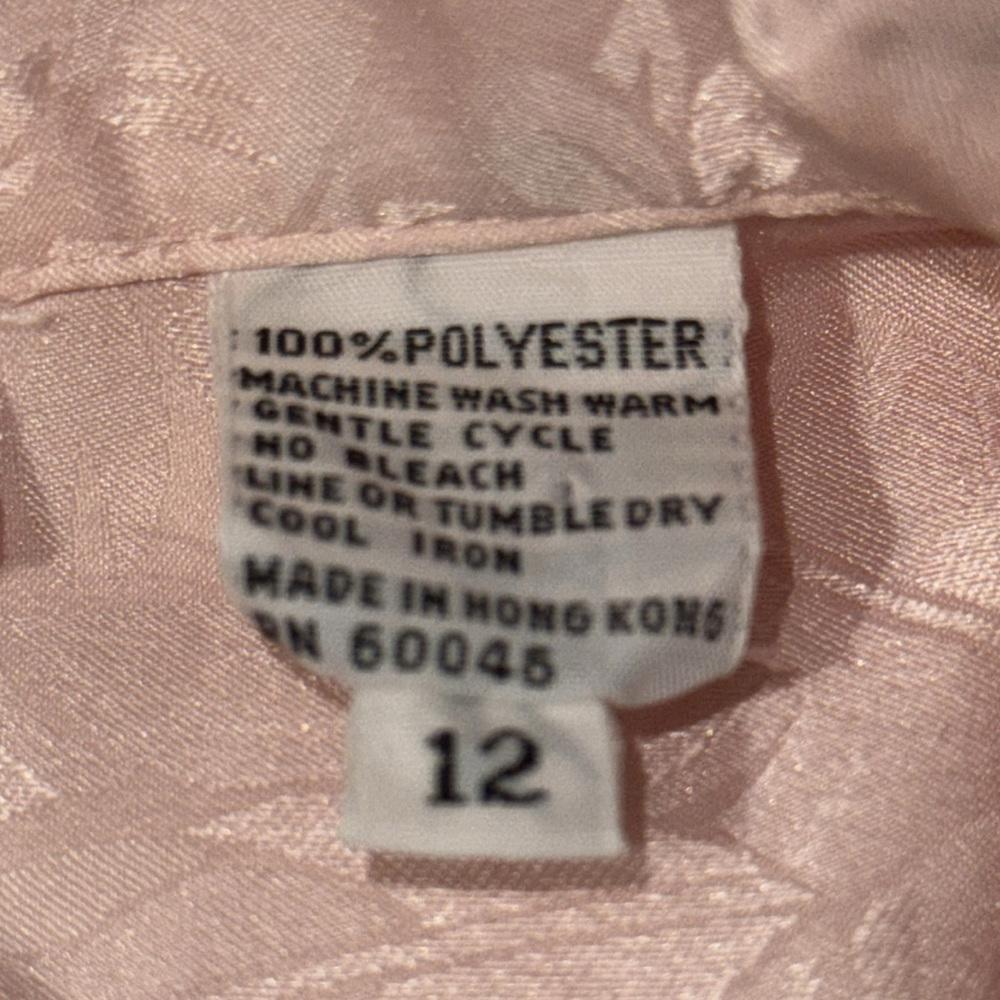 100% POLYESTER
MACHINE WASH WARM
GENTLE CYCLE
NO BLEACH
LINE OR TUMBLE DRY
COOL IRON
MADE IN HONG KONG
RN 60045
12